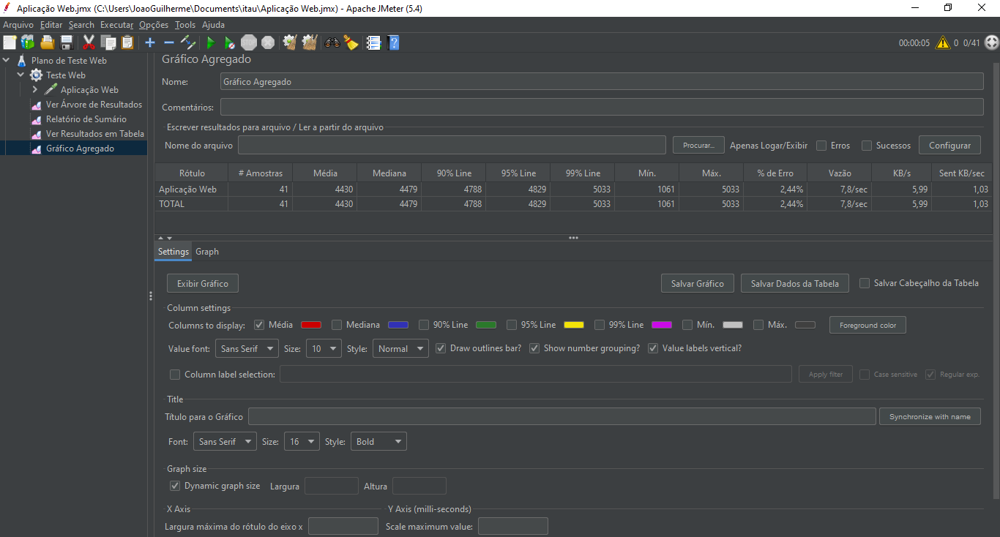 Aplicação Web.jmx (C:\Users\JoaoGuilherme\Documents\itau\Aplicação Web.jmx) - Apache JMeter (5.4)
Arquivo Editar Search Executar Opções Tools Ajuda
00:00:05 0 0/41
Plano de Teste Web
Teste Web
Aplicação Web
Ver Árvore de Resultados
Relatório de Sumário
Ver Resultados em Tabela
Gráfico Agregado
Gráfico Agregado
Nome: Gráfico Agregado
Comentários:
Escrever resultados para arquivo / Ler a partir do arquivo
Nome do arquivo Procurar... Apenas Logar/Exibir Erros Sucessos Configurar
Rótulo # Amostras Média Mediana 90% Line 95% Line 99% Line Mín. Máx. % de Erro Vazão KB/s Sent KB/sec
Aplicação Web 41 4430 4479 4788 4829 5033 1061 5033 2,44% 7,8/sec 5,99 1,03
TOTAL 41 4430 4479 4788 4829 5033 1061 5033 2,44% 7,8/sec 5,99 1,03
Settings Graph
Exibir Gráfico Salvar Gráfico Salvar Dados da Tabela Salvar Cabeçalho da Tabela
Column settings
Columns to display: Média Mediana 90% Line 95% Line 99% Line Mín. Máx. Foreground color
Value font: Sans Serif Size: 10 Style: Normal Draw outlines bar? Show number grouping? Value labels vertical?
Column label selection: Apply filter Case sensitive Regular exp.
Title
Título para o Gráfico Synchronize with name
Font: Sans Serif Size: 16 Style: Bold
Graph size
Dynamic graph size Largura Altura
X Axis Y Axis (milli-seconds)
Largura máxima do rótulo do eixo x Scale maximum value: